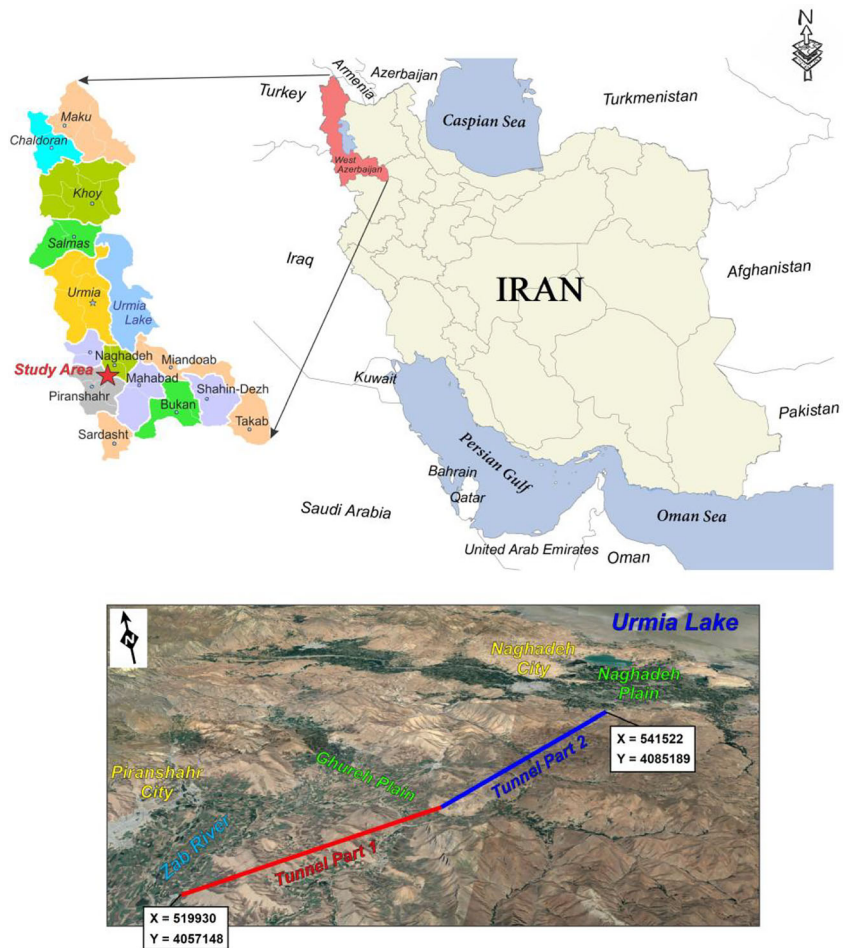 N
Armenia
Azerbaijan
Turkey
Turkmenistan
Caspian Sea
West
Azerbaijan
IRAN
Iraq
Afghanistan
Kuwait
Pakistan
Persian Gulf
Bahrain
Qatar
Saudi Arabia
Oman Sea
United Arab Emirates
Oman
Maku
Chaldoran
Khoy
Salmas
Urmia
Urmia
Lake
Naghadeh
Miandoab
Study Area
Mahabad
Shahin-Dezh
Piranshahr
Bukan
Takab
Sardasht
N
Urmia Lake
Naghadeh
City
Naghadeh
Plain
X = 541522
Y = 4085189
Tunnel Part 2
Ghureh Plain
Piranshahr
City
Zab River
Tunnel Part 1
X = 519930
Y = 4057148